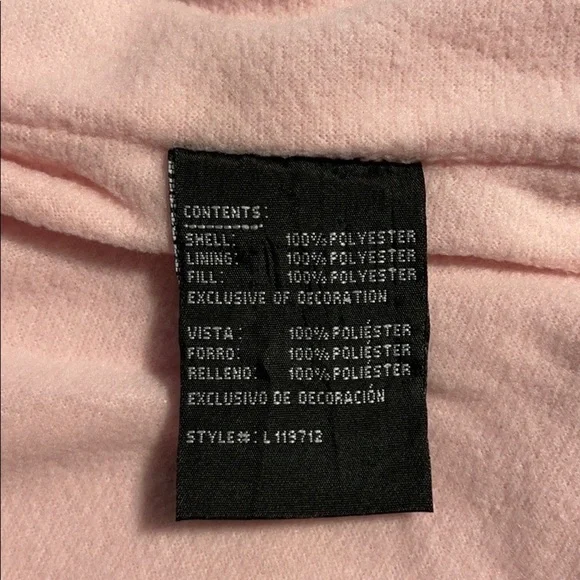 CONTENTS:
SHELL: 100% POLYESTER
LINING: 100% POLYESTER
FILL: 100% POLYESTER
EXCLUSIVE OF DECORATION
VISTA: 100% POLIÉSTER
FORRO: 100% POLIÉSTER
RELLENO: 100% POLIÉSTER
EXCLUSIVO DE DECORACIÓN
STYLE#: L119712